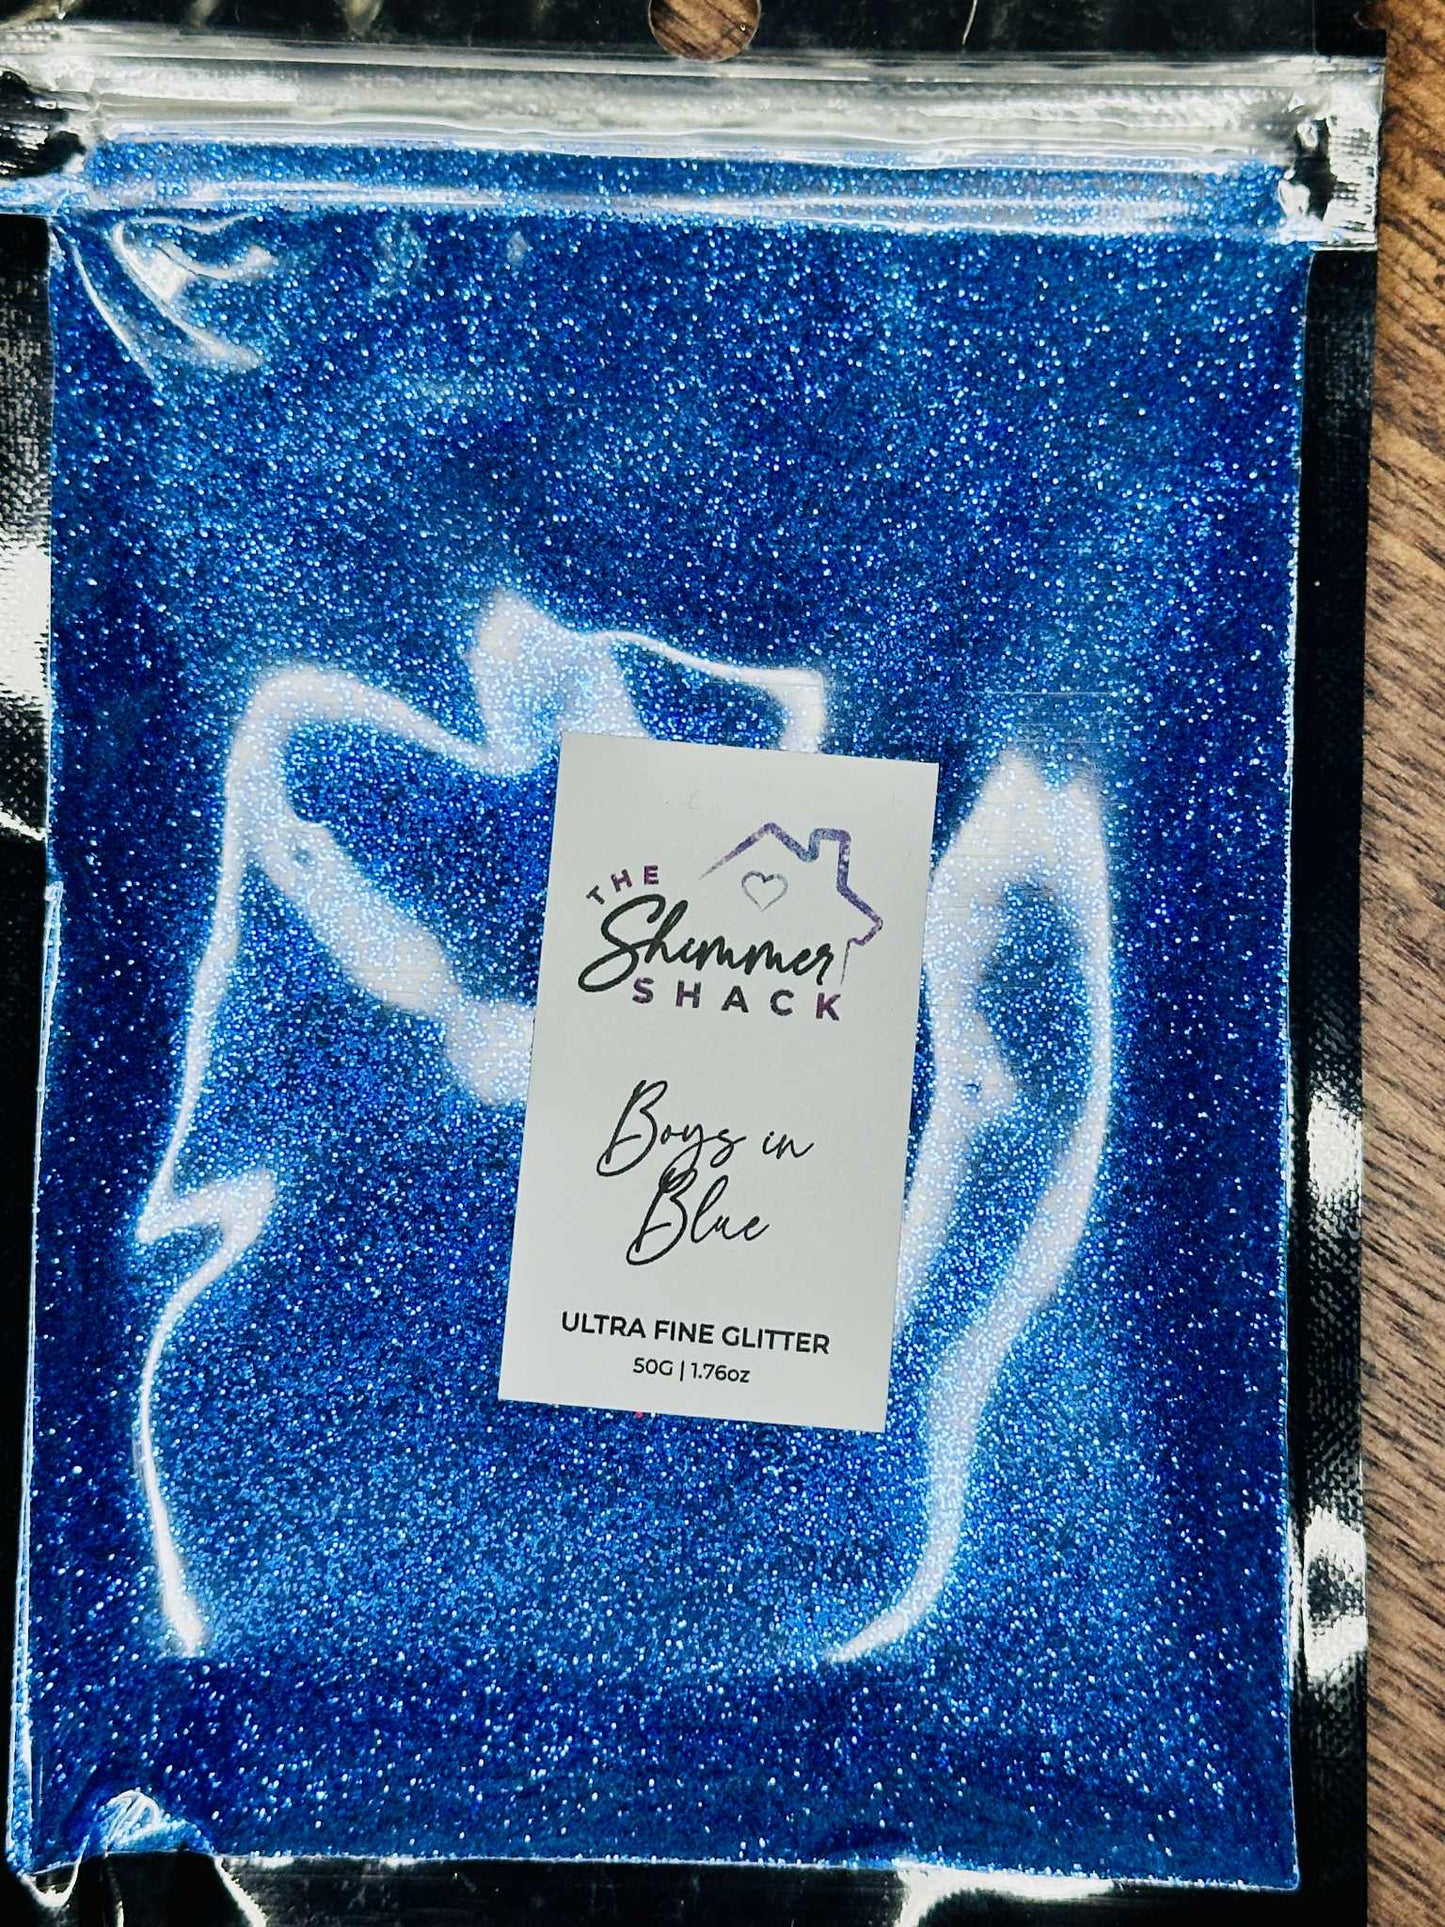 THE
Shimmer
SHACK
Boys in
Blue
ULTRA FINE GLITTER
50G | 1.76oz